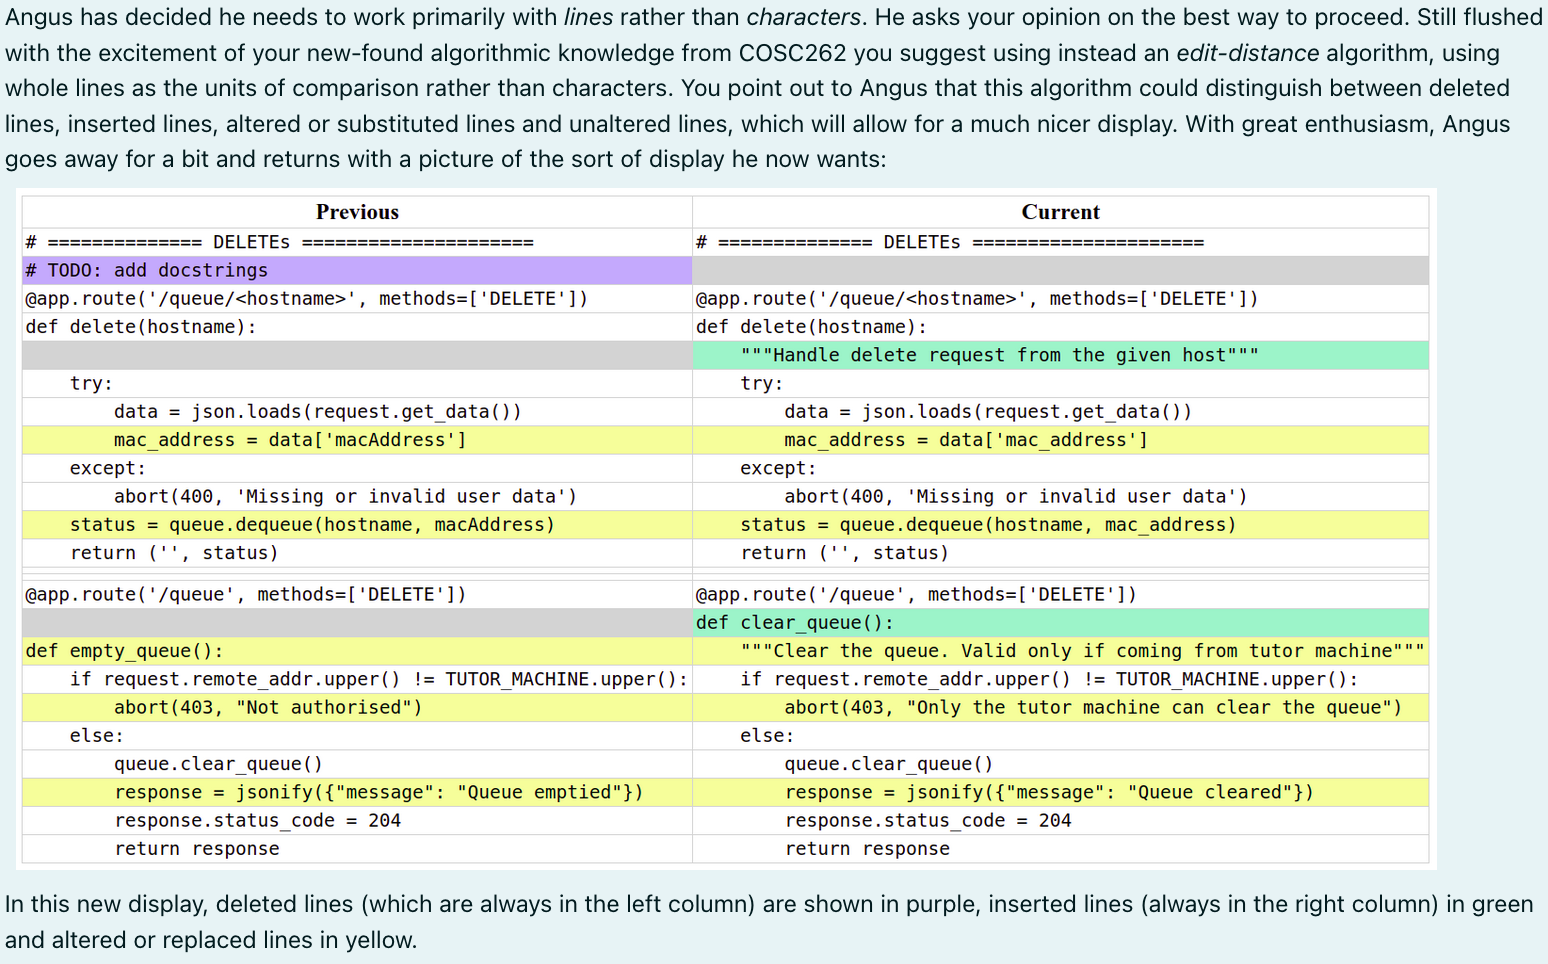 Angus has decided he needs to work primarily with lines rather than characters. He asks your opinion on the best way to proceed. Still flushed
with the excitement of your new-found algorithmic knowledge from COSC262 you suggest using instead an edit-distance algorithm, using
whole lines as the units of comparison rather than characters. You point out to Angus that this algorithm could distinguish between deleted
lines, inserted lines, altered or substituted lines and unaltered lines, which will allow for a much nicer display. With great enthusiasm, Angus
goes away for a bit and returns with a picture of the sort of display he now wants:
Previous Current
# ============== DELETEs ===================== # ============== DELETEs =====================
# TODO: add docstrings
@app.route('/queue/<hostname>', methods=['DELETE']) @app.route('/queue/<hostname>', methods=['DELETE'])
def delete(hostname): def delete(hostname):
"""Handle delete request from the given host"""
try: try:
data = json.loads(request.get_data()) data = json.loads(request.get_data())
mac_address = data['macAddress'] mac_address = data['mac_address']
except: except:
abort(400, 'Missing or invalid user data') abort(400, 'Missing or invalid user data')
status = queue.dequeue(hostname, macAddress) status = queue.dequeue(hostname, mac_address)
return ('', status) return ('', status)
@app.route('/queue', methods=['DELETE']) @app.route('/queue', methods=['DELETE'])
def clear_queue():
def empty_queue(): """Clear the queue. Valid only if coming from tutor machine"""
if request.remote_addr.upper() != TUTOR_MACHINE.upper(): if request.remote_addr.upper() != TUTOR_MACHINE.upper():
abort(403, "Not authorised") abort(403, "Only the tutor machine can clear the queue")
else: else:
queue.clear_queue() queue.clear_queue()
response = jsonify({"message": "Queue emptied"}) response = jsonify({"message": "Queue cleared"})
response.status_code = 204 response.status_code = 204
return response return response
In this new display, deleted lines (which are always in the left column) are shown in purple, inserted lines (always in the right column) in green
and altered or replaced lines in yellow.